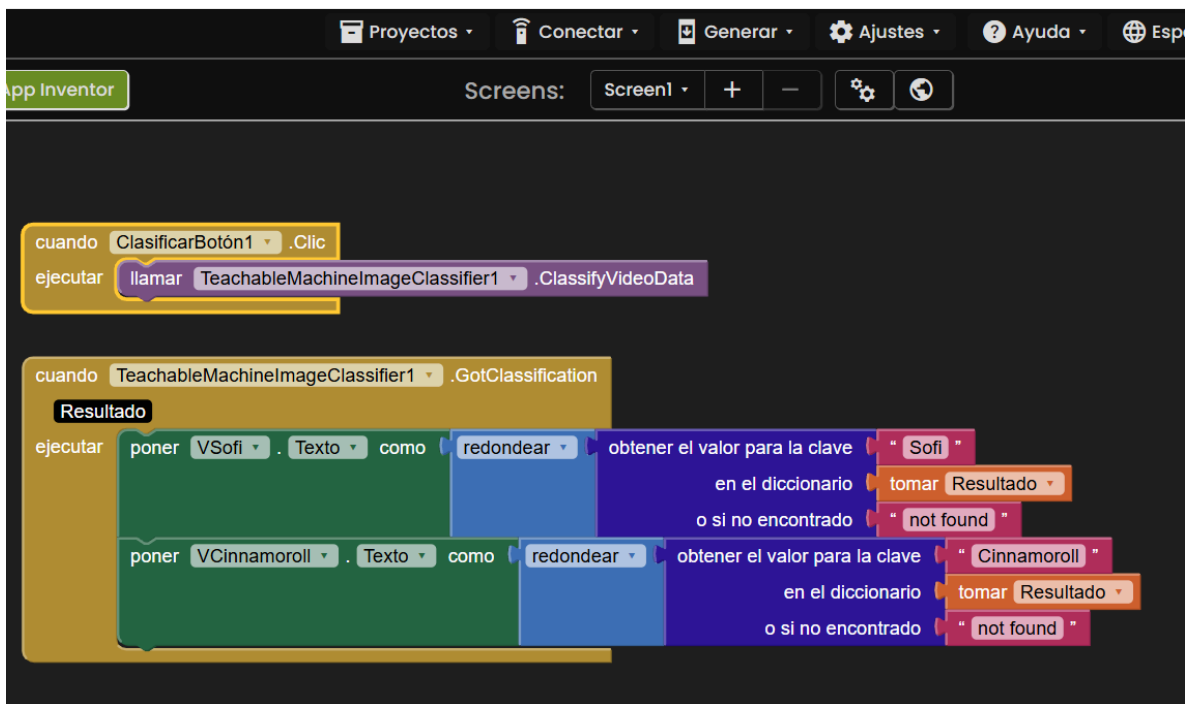 Proyectos Conectar Generar Ajustes Ayuda Espa
App Inventor Screens: Screen1 + −
cuando ClasificarBotón1 .Clic
ejecutar llamar TeachableMachineImageClassifier1 .ClassifyVideoData
cuando TeachableMachineImageClassifier1 .GotClassification
Resultado
ejecutar poner VSofi . Texto como redondear obtener el valor para la clave " Sofi "
en el diccionario tomar Resultado
o si no encontrado " not found "
poner VCinnamoroll . Texto como redondear obtener el valor para la clave " Cinnamoroll "
en el diccionario tomar Resultado
o si no encontrado " not found "